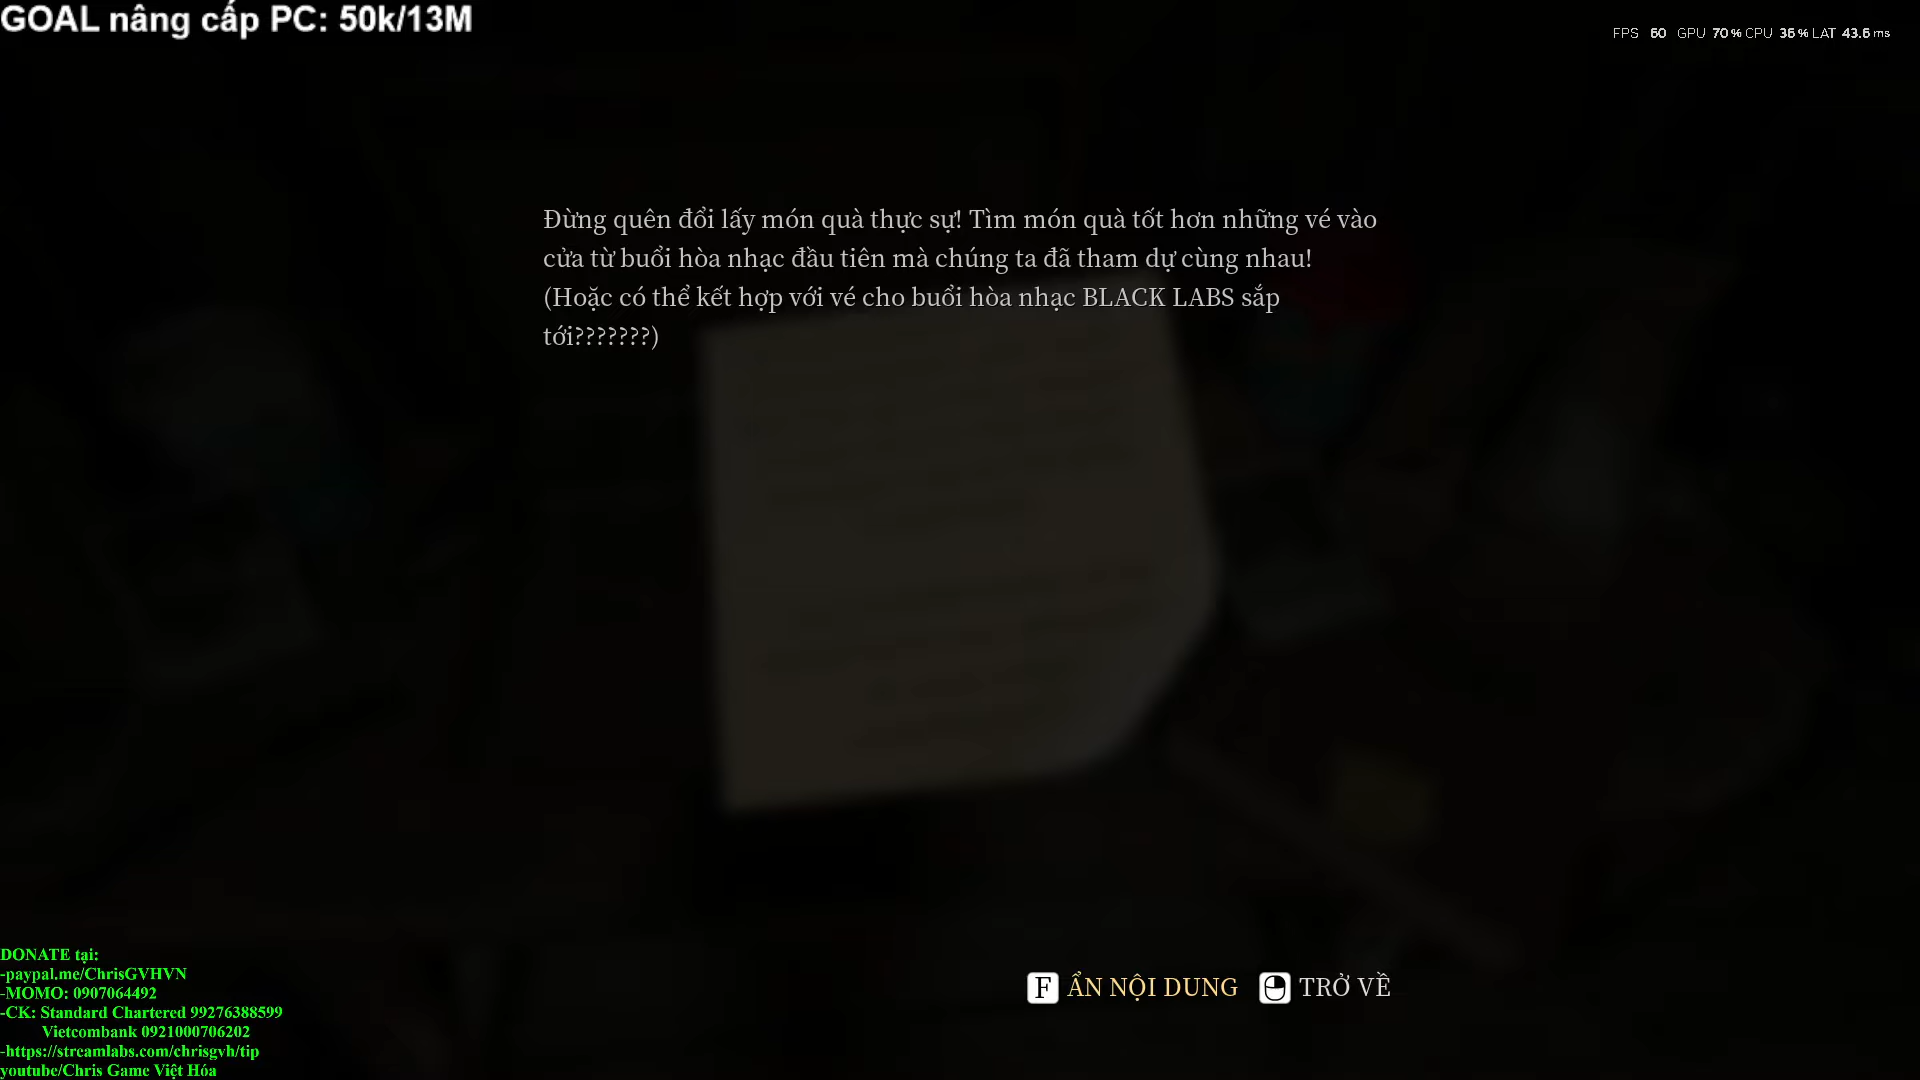 GOAL nâng cấp PC: 50k/13M
FPS 60 GPU 70% CPU 36% LAT 43.6 ms
Đừng quên đổi lấy món quà thực sự! Tìm món quà tốt hơn những vé vào
cửa từ buổi hòa nhạc đầu tiên mà chúng ta đã tham dự cùng nhau!
(Hoặc có thể kết hợp với vé cho buổi hòa nhạc BLACK LABS sắp
tới???????)
F ẨN NỘI DUNG TRỞ VỀ
DONATE tại:
-paypal.me/ChrisGVHVN
-MOMO: 0907064492
-CK: Standard Chartered 99276388599
Vietcombank 0921000706202
-https://streamlabs.com/chrisgvh/tip
youtube/Chris Game Việt Hóa